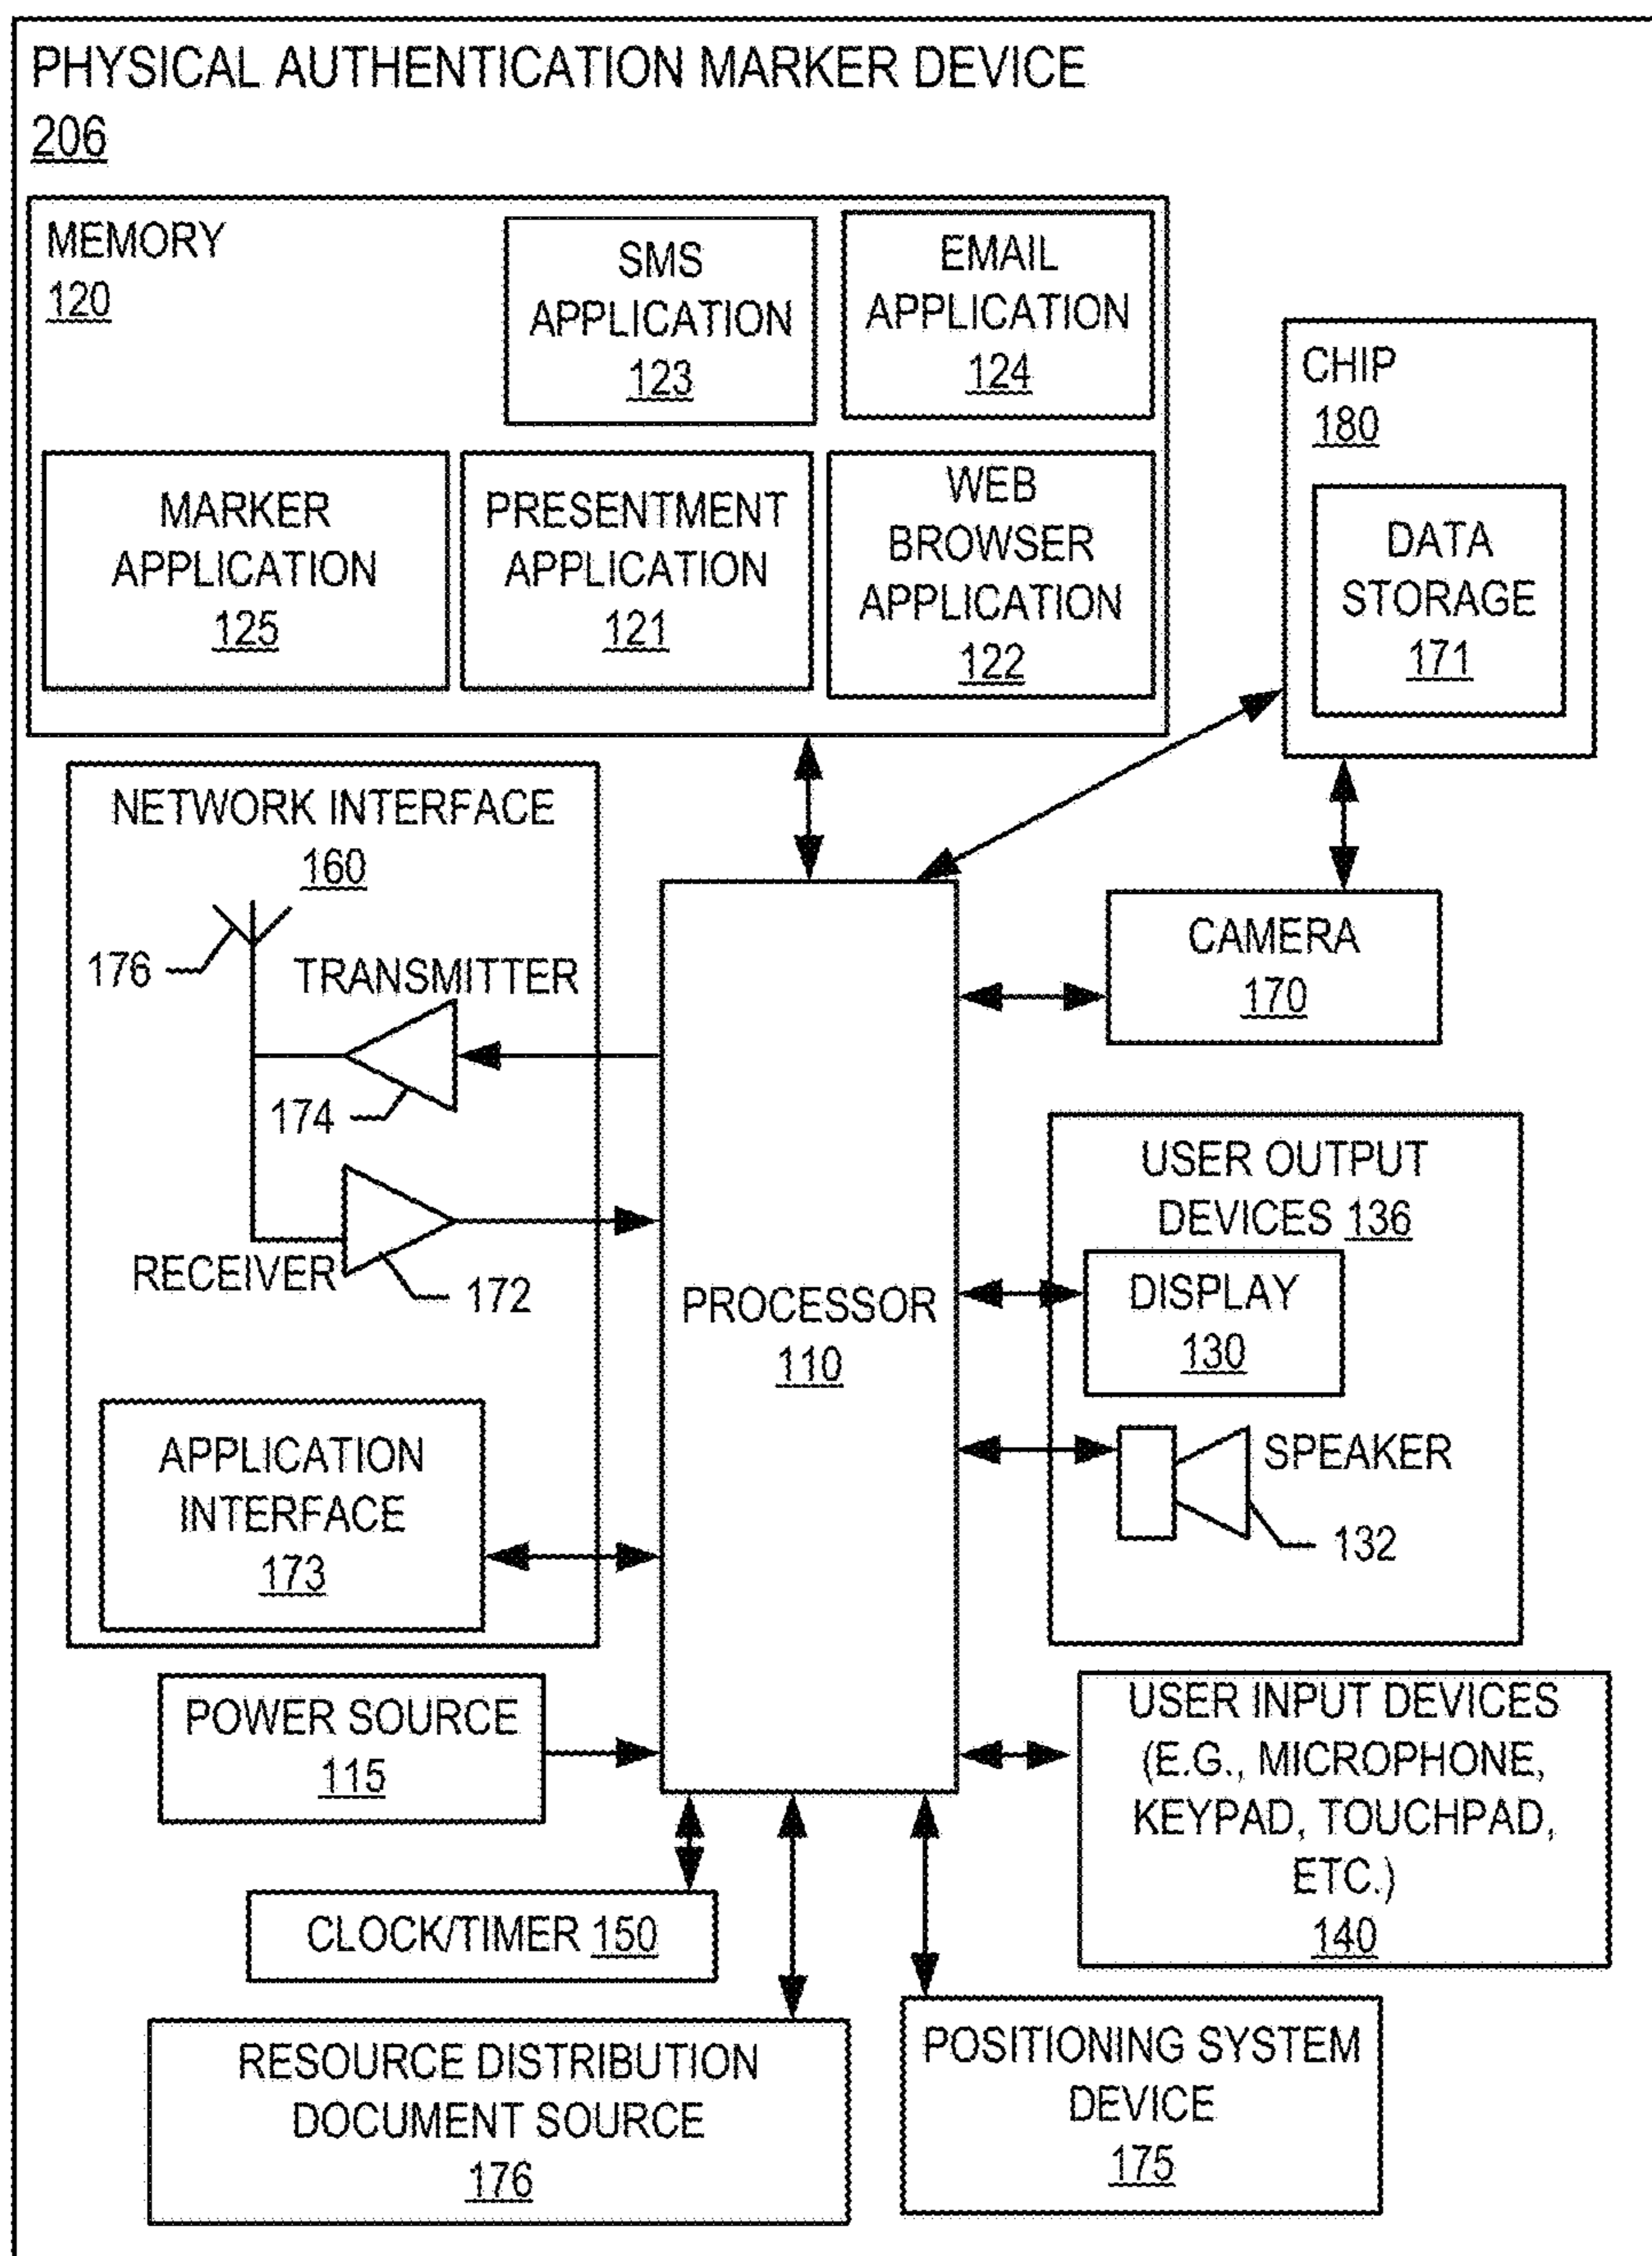 PHYSICAL AUTHENTICATION MARKER DEVICE
206
MEMORY
120
SMS
APPLICATION
123
EMAIL
APPLICATION
124
MARKER
APPLICATION
125
PRESENTMENT
APPLICATION
121
WEB
BROWSER
APPLICATION
122
CHIP
180
DATA
STORAGE
171
NETWORK INTERFACE
160
176
TRANSMITTER
174
RECEIVER
172
APPLICATION
INTERFACE
173
PROCESSOR
110
CAMERA
170
USER OUTPUT
DEVICES 136
DISPLAY
130
SPEAKER
132
POWER SOURCE
115
USER INPUT DEVICES
(E.G., MICROPHONE,
KEYPAD, TOUCHPAD,
ETC.)
140
CLOCK/TIMER 150
RESOURCE DISTRIBUTION
DOCUMENT SOURCE
176
POSITIONING SYSTEM
DEVICE
175